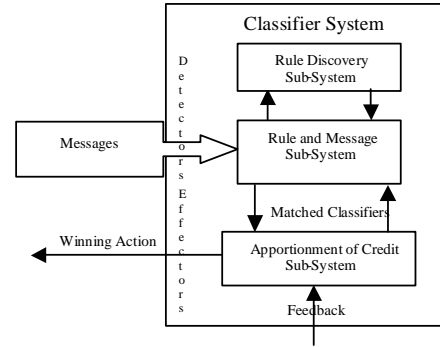 Classifier System
Rule Discovery
Sub-System
Detectors
Messages
Rule and Message
Sub-System
Effectors
Matched Classifiers
Winning Action
Apportionment of Credit
Sub-System
Feedback